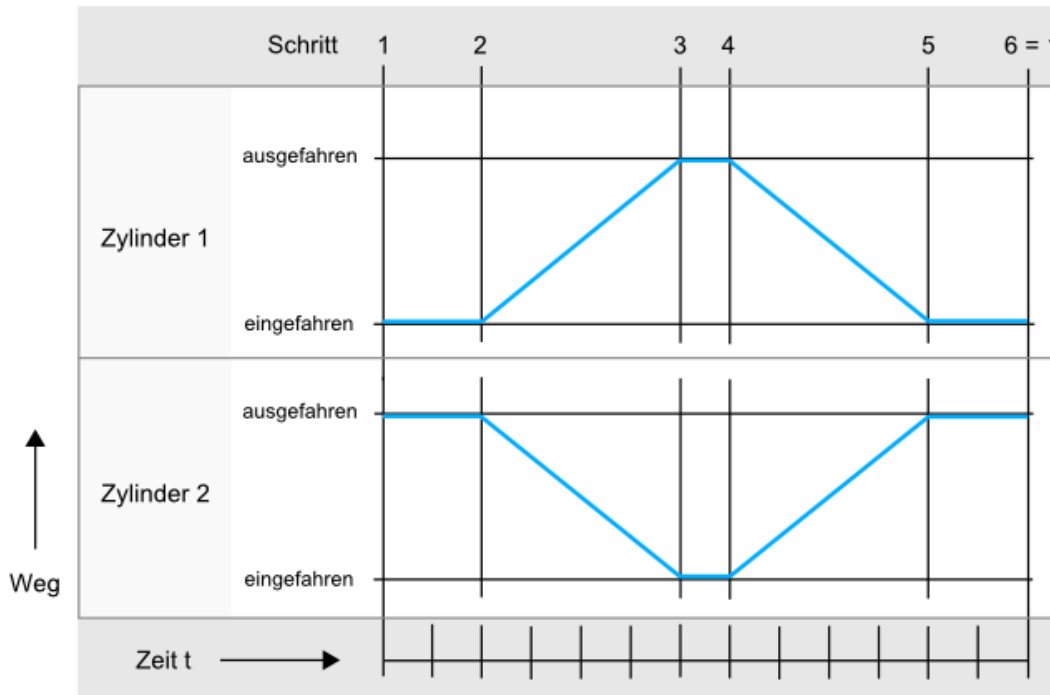 Schritt 1 2 3 4 5 6 =
ausgefahren
Zylinder 1
eingefahren
ausgefahren
Zylinder 2
eingefahren
Weg
Zeit t